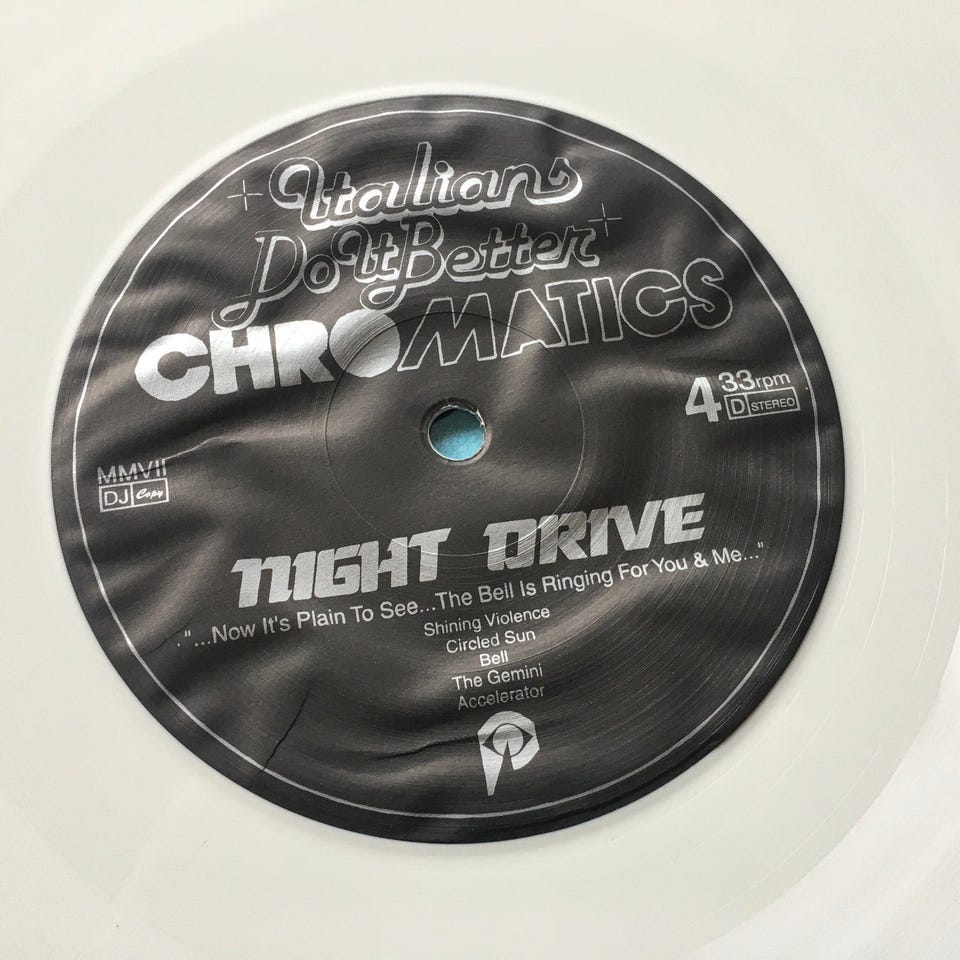 Italians
Do It Better
CHROMATICS
4 33rpm
D STEREO
MMVII
DJ Copy
NIGHT DRIVE
"...Now It's Plain To See...The Bell Is Ringing For You & Me..."
Shining Violence
Circled Sun
Bell
The Gemini
Accelerator